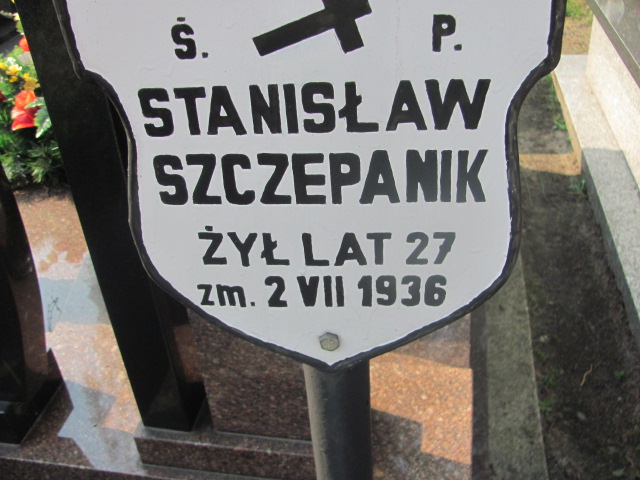 Ś. P.
STANISŁAW
SZCZEPANIK
ŻYŁ LAT 27
zm. 2 VII 1936